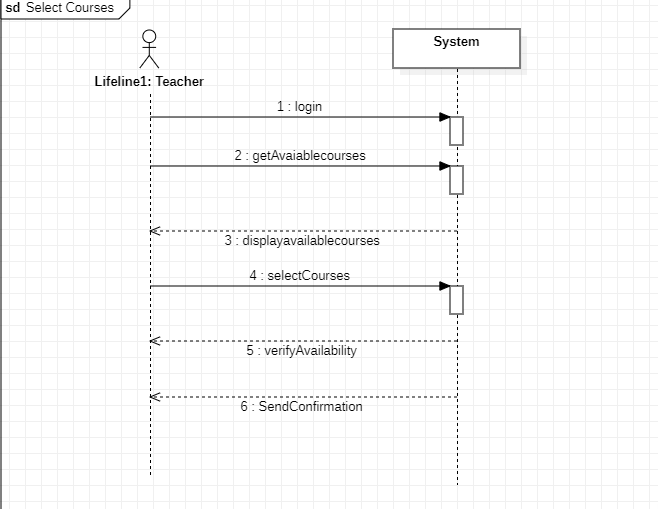 sd Select Courses
System
Lifeline1: Teacher
1 : login
2 : getAvaiablecourses
3 : displayavailablecourses
4 : selectCourses
5 : verifyAvailability
6 : SendConfirmation